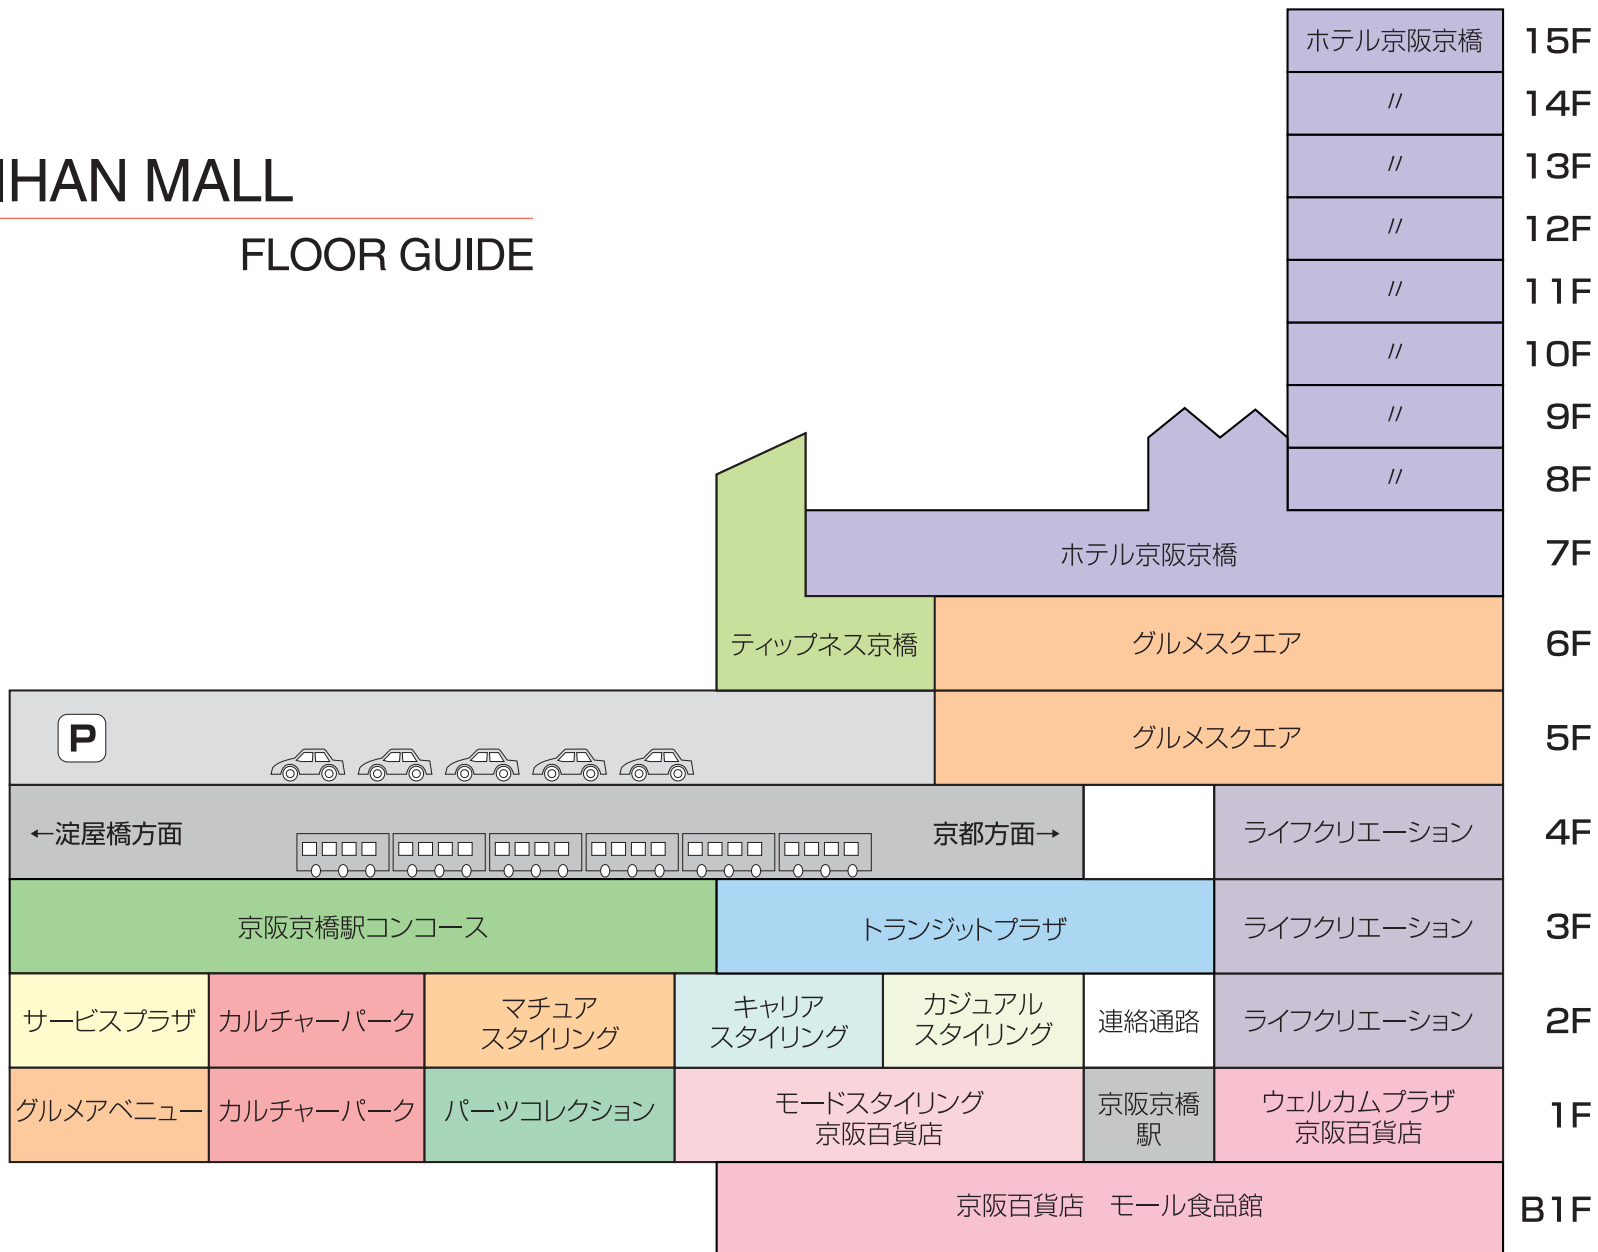 ホテル京阪京橋 15F
〃 14F
〃 13F
IHAN MALL
〃 12F
FLOOR GUIDE
〃 11F
〃 10F
〃 9F
〃 8F
ホテル京阪京橋 7F
ティップネス京橋 グルメスクエア 6F
P グルメスクエア 5F
←淀屋橋方面 京都方面→ ライフクリエーション 4F
京阪京橋駅コンコース トランジットプラザ ライフクリエーション 3F
サービスプラザ カルチャーパーク マチュア
スタイリング キャリア
スタイリング カジュアル
スタイリング 連絡通路 ライフクリエーション 2F
グルメアベニュー カルチャーパーク パーツコレクション モードスタイリング
京阪百貨店 京阪京橋
駅 ウェルカムプラザ
京阪百貨店 1F
京阪百貨店 モール食品館 B1F